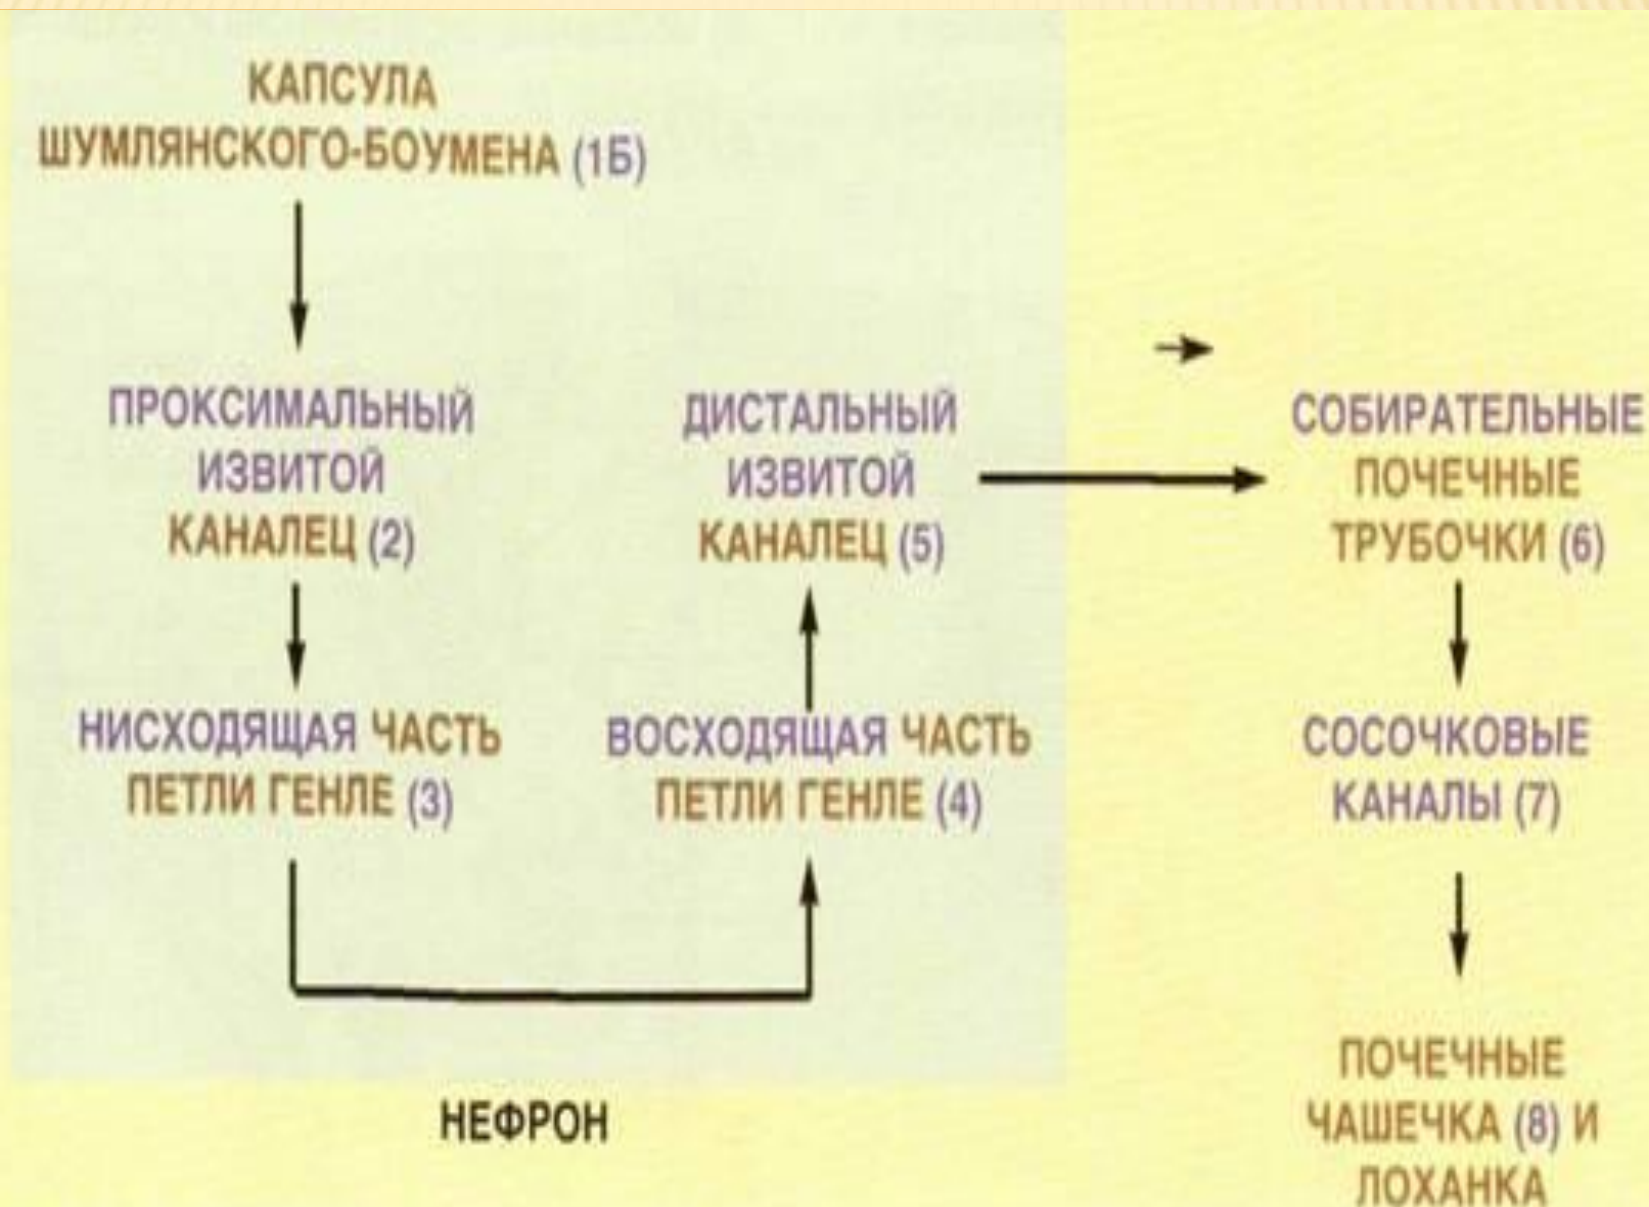 КАПСУЛА
ШУМЛЯНСКОГО-БОУМЕНА (1Б)
ПРОКСИМАЛЬНЫЙ
ИЗВИТОЙ
КАНАЛЕЦ (2)
НИСХОДЯЩАЯ ЧАСТЬ
ПЕТЛИ ГЕНЛЕ (3)
ВОСХОДЯЩАЯ ЧАСТЬ
ПЕТЛИ ГЕНЛЕ (4)
ДИСТАЛЬНЫЙ
ИЗВИТОЙ
КАНАЛЕЦ (5)
СОБИРАТЕЛЬНЫЕ
ПОЧЕЧНЫЕ
ТРУБОЧКИ (6)
СОСОЧКОВЫЕ
КАНАЛЫ (7)
ПОЧЕЧНЫЕ
ЧАШЕЧКА (8) И
ЛОХАНКА
НЕФРОН